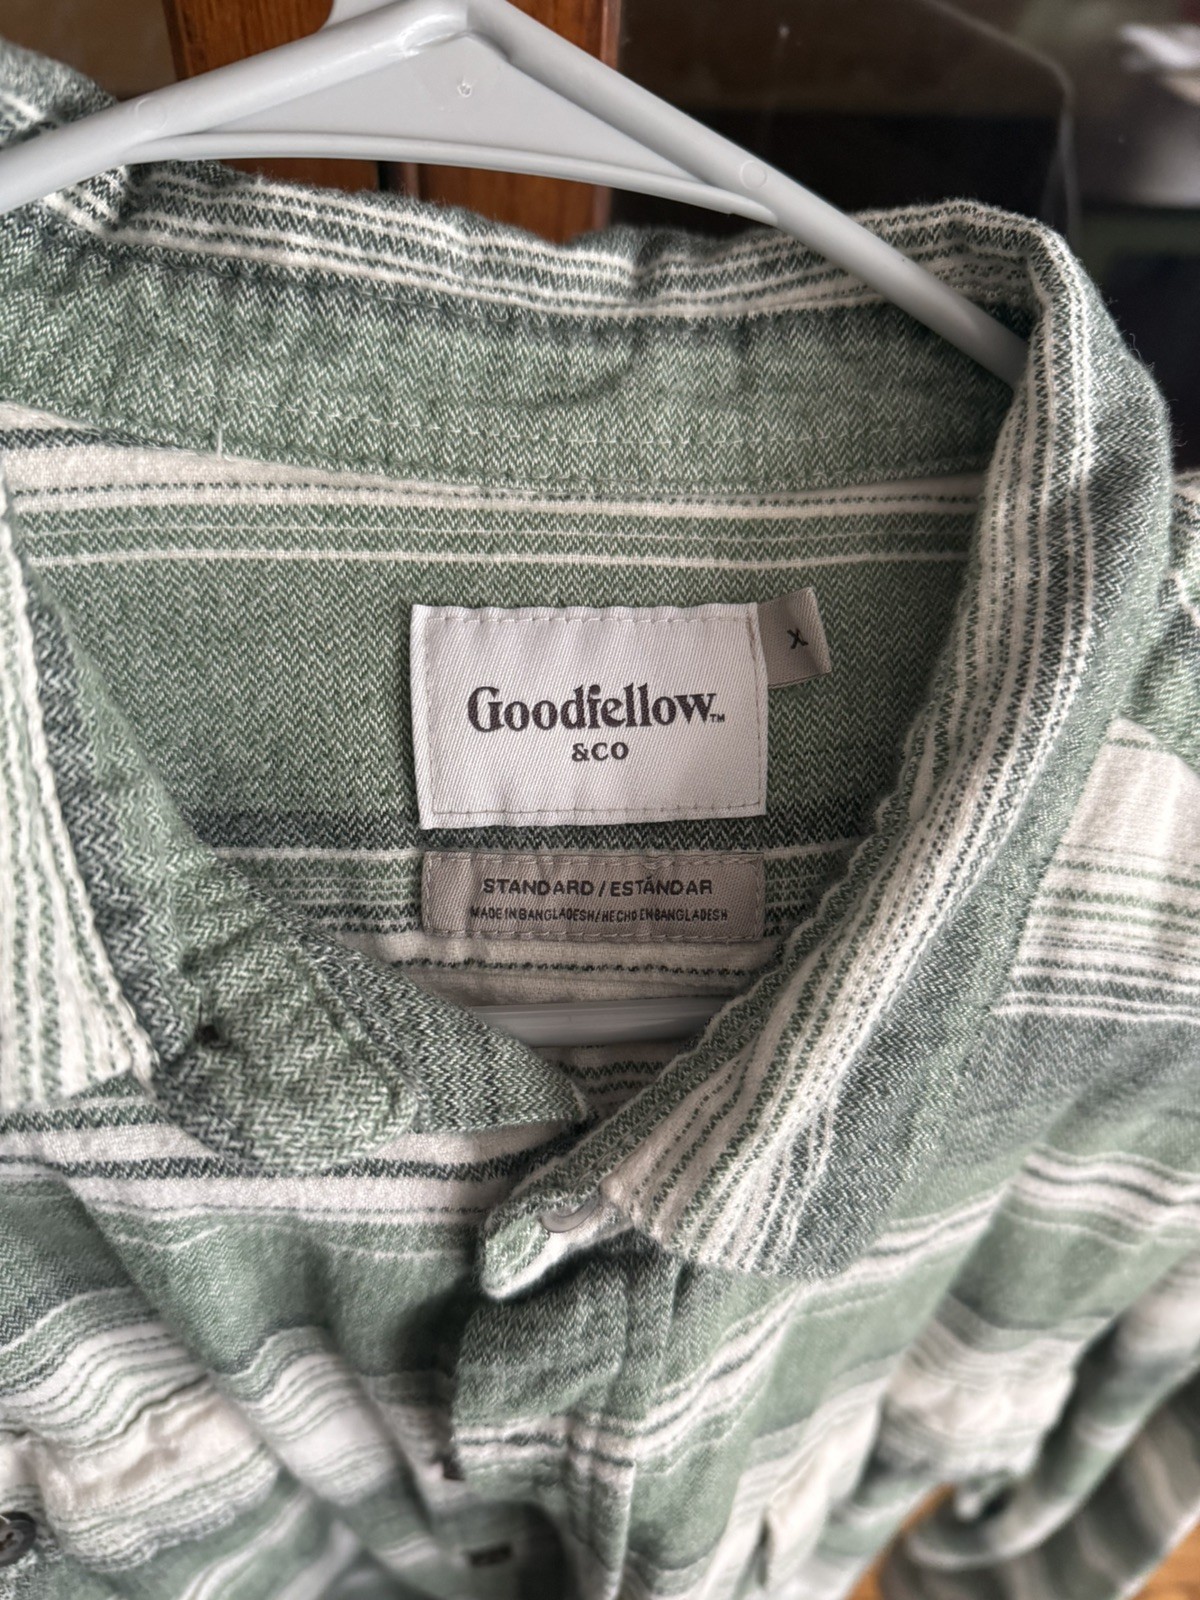 Goodfellow™
&CO
X
STANDARD/ESTÁNDAR
MADE IN BANGLADESH/HECHO EN BANGLADESH